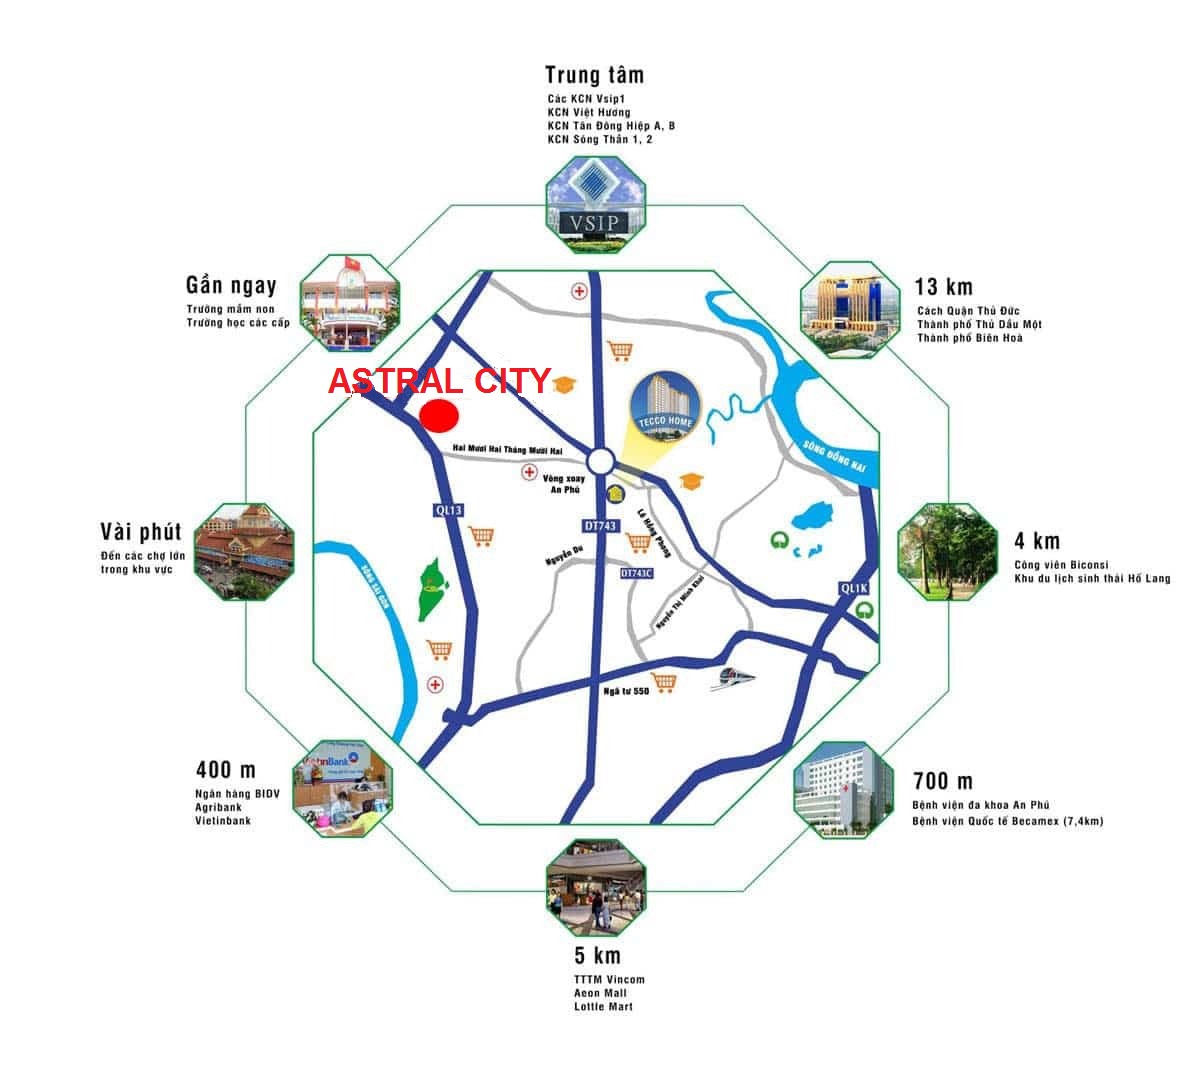 Trung tâm
Các KCN Vsip1
KCN Việt Hương
KCN Tân Đông Hiệp A, B
KCN Sóng Thần 1, 2
VSIP
Gần ngay
Trường mầm non
Trường học các cấp
13 km
Cách Quận Thủ Đức
Thành phố Thủ Dầu Một
Thành phố Biên Hoà
ASTRAL CITY
TECCO HOME
Hai Mươi Hai Tháng Mười Hai
SÔNG ĐỒNG NAI
Vòng xoay
An Phú
QL13
DT743
Lê Hồng Phong
Vài phút
Đến các chợ lớn
trong khu vực
4 km
Công viên Biconsi
Khu du lịch sinh thái Hồ Lang
Nguyễn Du
DT743C
SÔNG SÀI GÒN
Nguyễn Thị Minh Khai
QL1K
Ngã tư 550
400 m
Ngân hàng BIDV
Agribank
Vietinbank
tinBank
700 m
Bệnh viện đa khoa An Phú
Bệnh viện Quốc tế Becamex (7,4km)
5 km
TTTM Vincom
Aeon Mall
Lottle Mart